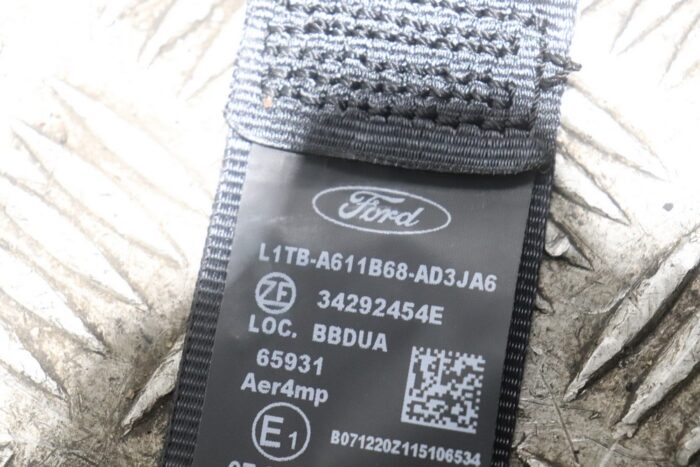 Ford
L1TB-A611B68-AD3JA6
ZF 34292454E
LOC. BBDUA
65931
Aer4mp
E1
B071220Z115106534